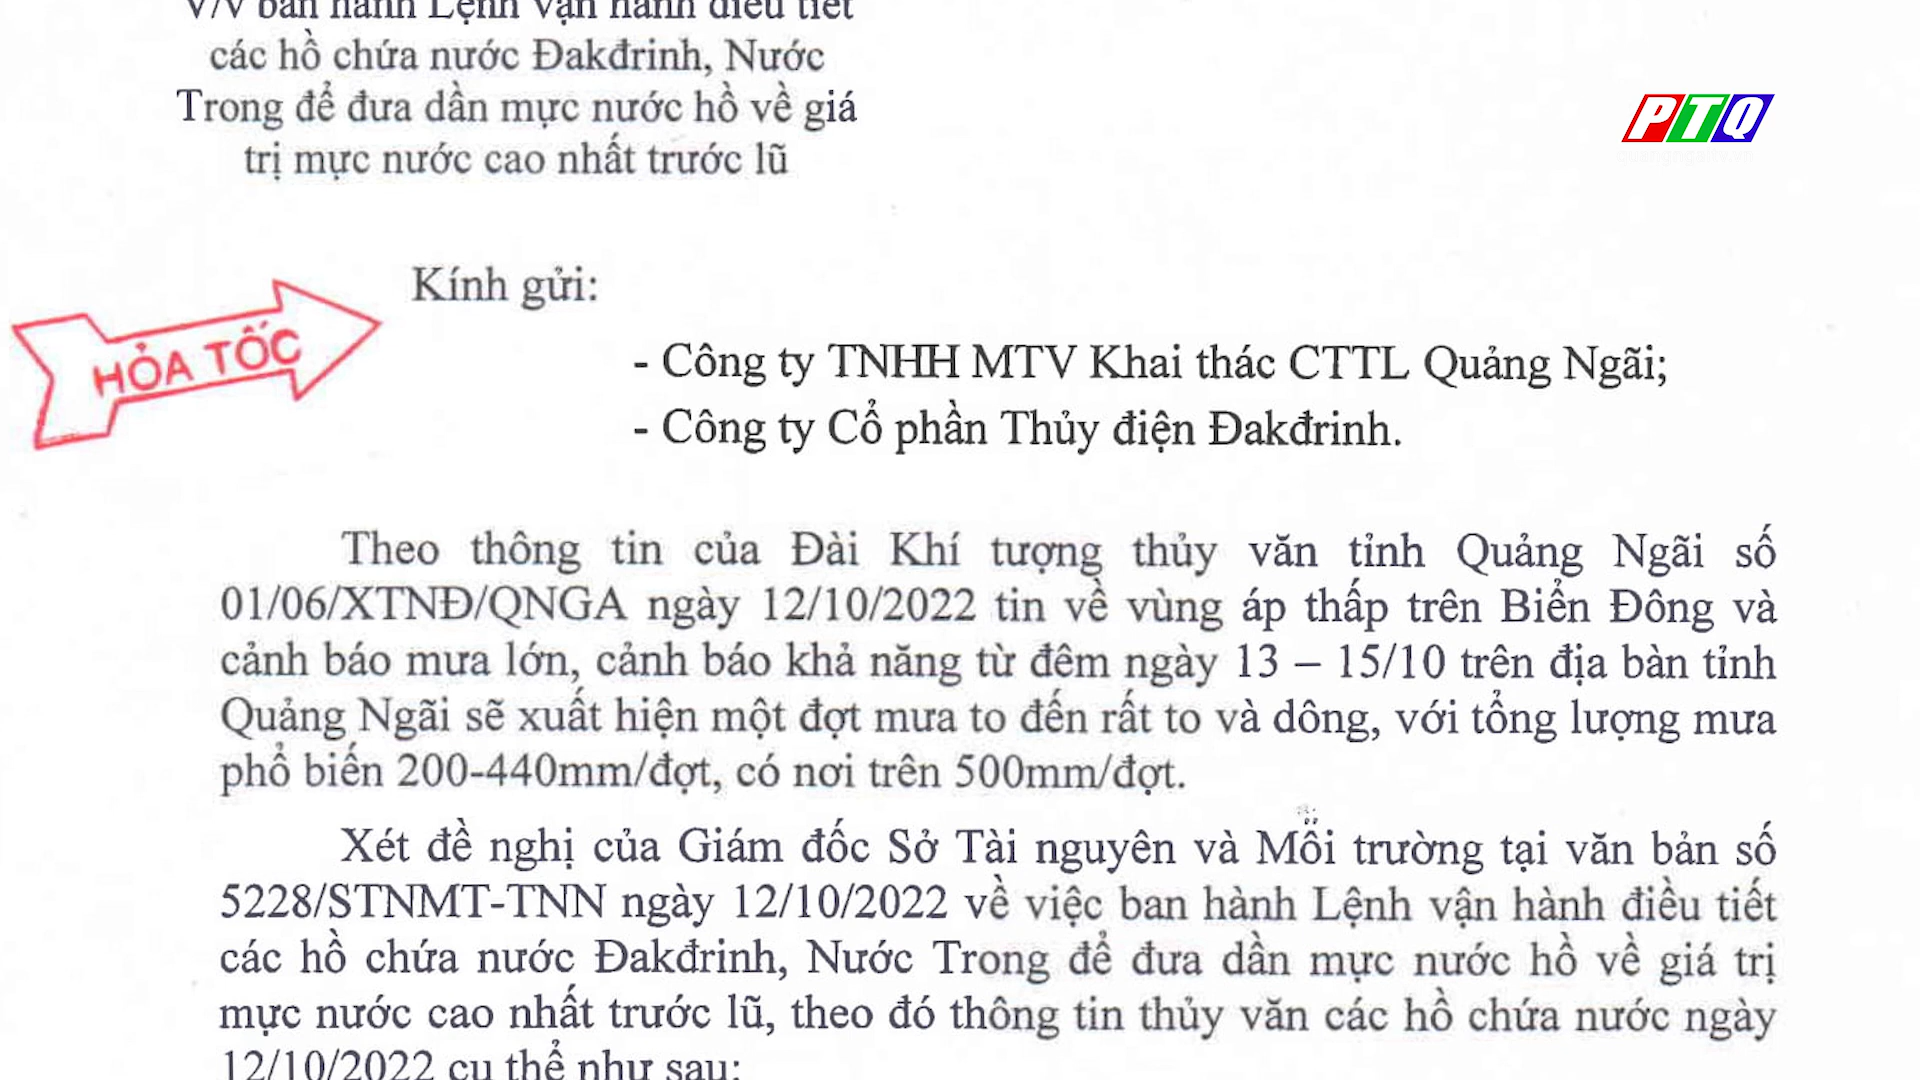 V/v ban hành Lệnh vận hành điều tiết
các hồ chứa nước Đakđrinh, Nước
Trong để đưa dần mực nước hồ về giá
trị mực nước cao nhất trước lũ
PTQ
HỎA TỐC
Kính gửi:
- Công ty TNHH MTV Khai thác CTTL Quảng Ngãi;
- Công ty Cổ phần Thủy điện Đakđrinh.
Theo thông tin của Đài Khí tượng thủy văn tỉnh Quảng Ngãi số
01/06/XTNĐ/QNGA ngày 12/10/2022 tin về vùng áp thấp trên Biển Đông và
cảnh báo mưa lớn, cảnh báo khả năng từ đêm ngày 13 – 15/10 trên địa bàn tỉnh
Quảng Ngãi sẽ xuất hiện một đợt mưa to đến rất to và dông, với tổng lượng mưa
phổ biến 200-440mm/đợt, có nơi trên 500mm/đợt.
Xét đề nghị của Giám đốc Sở Tài nguyên và Môi trường tại văn bản số
5228/STNMT-TNN ngày 12/10/2022 về việc ban hành Lệnh vận hành điều tiết
các hồ chứa nước Đakđrinh, Nước Trong để đưa dần mực nước hồ về giá trị
mực nước cao nhất trước lũ, theo đó thông tin thủy văn các hồ chứa nước ngày
12/10/2022 cụ thể như sau: